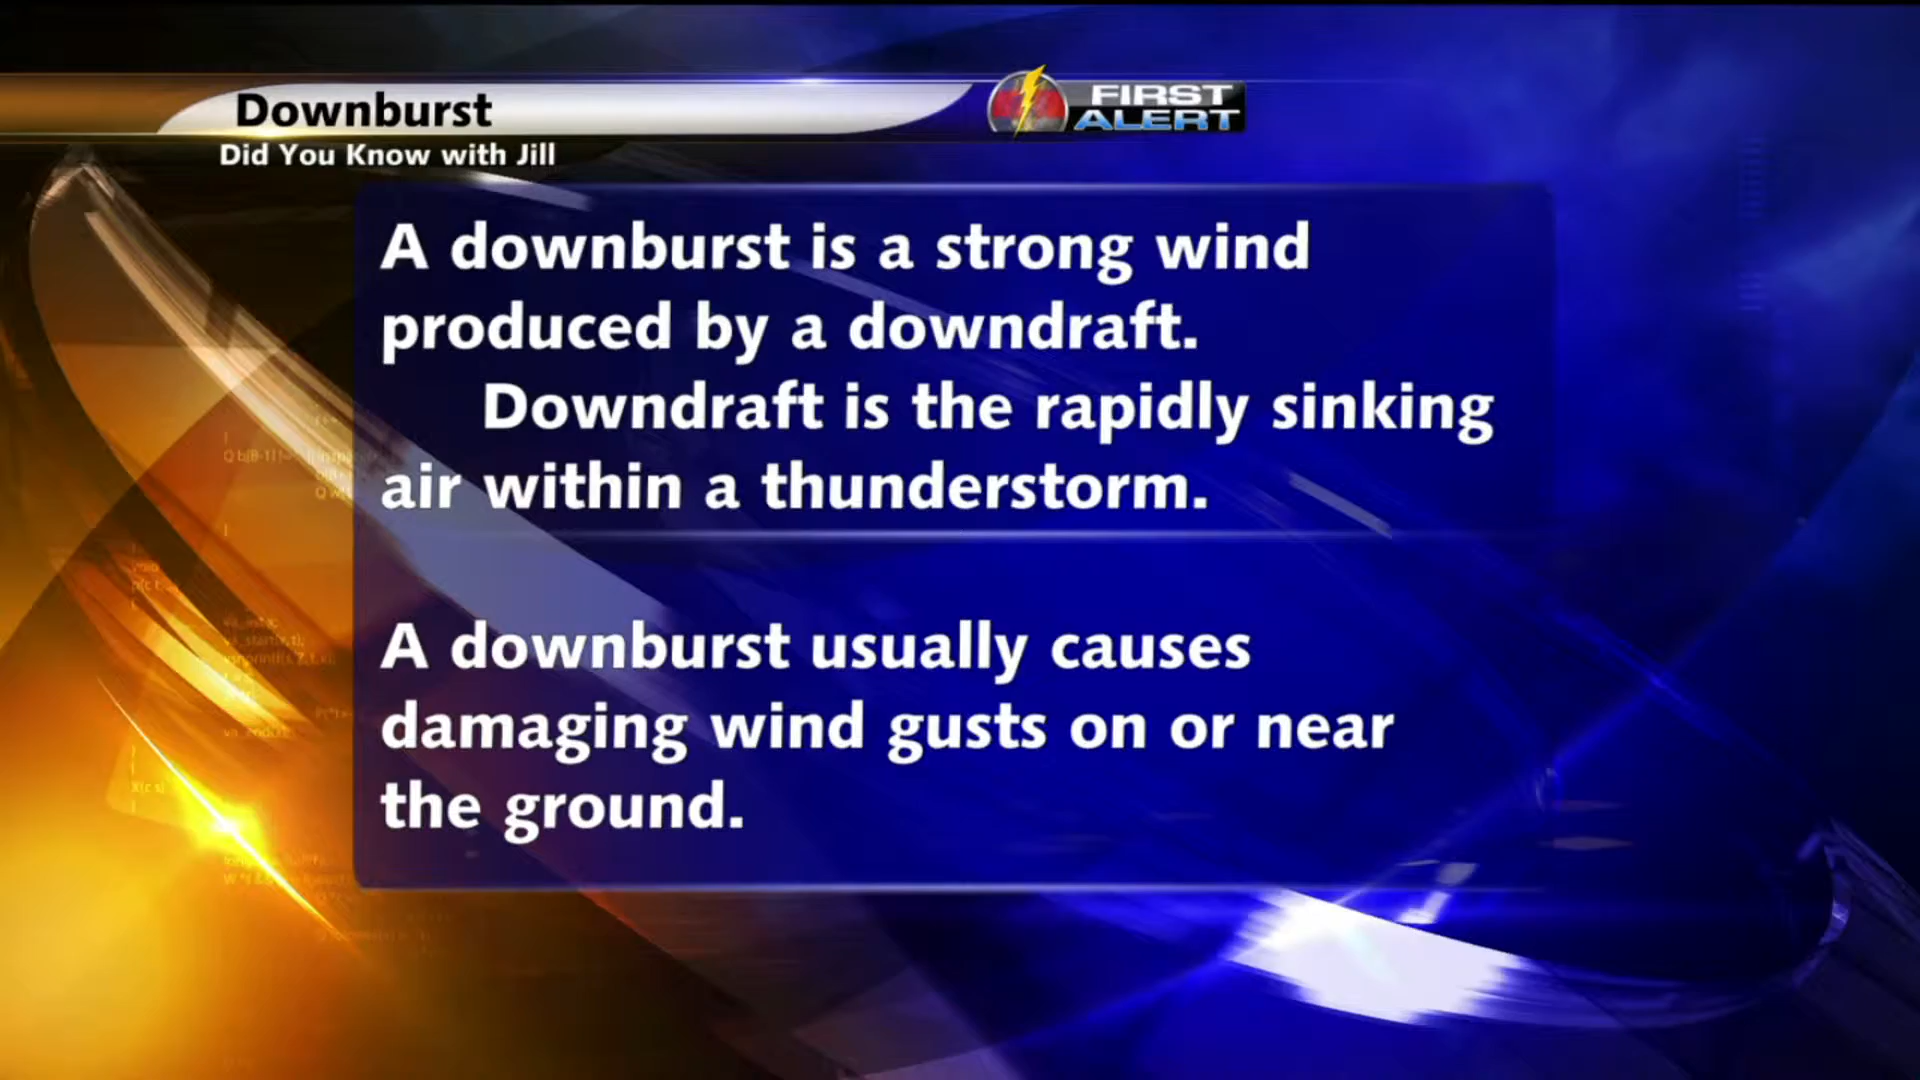 Downburst
FIRST
ALERT
Did You Know with Jill
A downburst is a strong wind
produced by a downdraft.
Downdraft is the rapidly sinking
air within a thunderstorm.
A downburst usually causes
damaging wind gusts on or near
the ground.